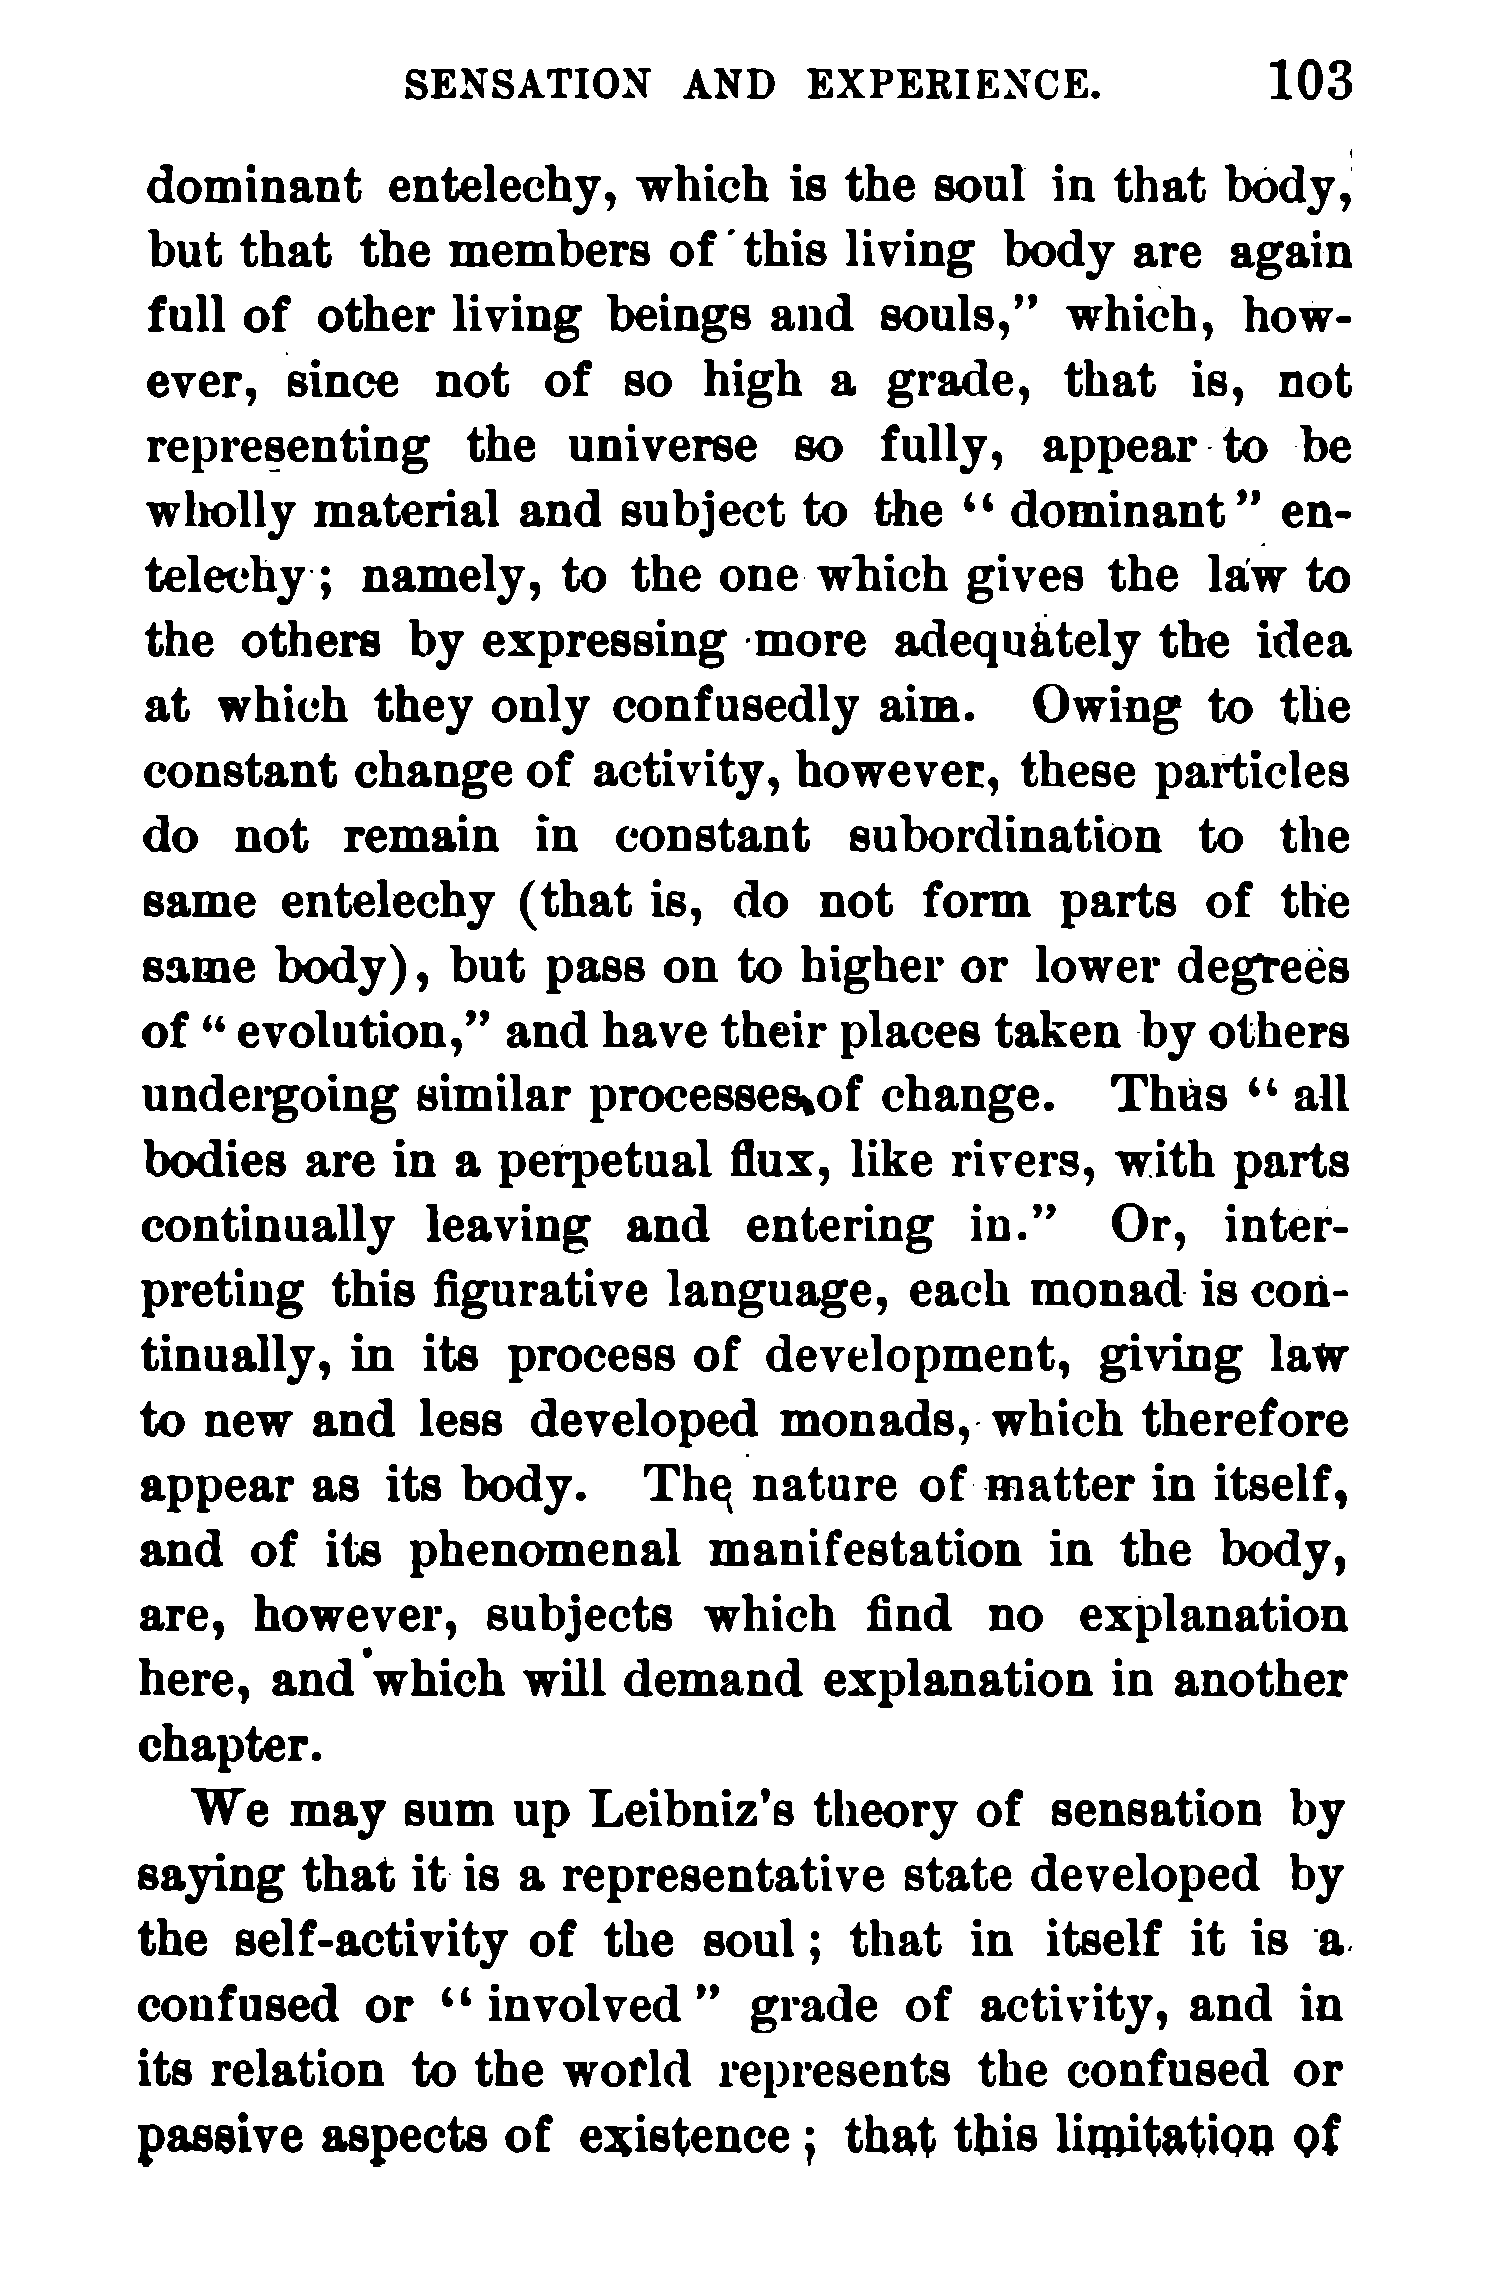 SENSATION AND EXPERIENCE. 103
dominant entelechy, which is the soul in that body,
but that the members of this living body are again
full of other living beings and souls,” which, how-
ever, since not of so high a grade, that is, not
representing the universe so fully, appear to be
wholly material and subject to the “ dominant ” en-
telechy ; namely, to the one which gives the law to
the others by expressing more adequately the idea
at which they only confusedly aim. Owing to the
constant change of activity, however, these particles
do not remain in constant subordination to the
same entelechy (that is, do not form parts of the
same body), but pass on to higher or lower degrees
of “ evolution,” and have their places taken by others
undergoing similar processes of change. Thus “ all
bodies are in a perpetual flux, like rivers, with parts
continually leaving and entering in.” Or, inter-
preting this figurative language, each monad is con-
tinually, in its process of development, giving law
to new and less developed monads, which therefore
appear as its body. The nature of matter in itself,
and of its phenomenal manifestation in the body,
are, however, subjects which find no explanation
here, and which will demand explanation in another
chapter.
We may sum up Leibniz’s theory of sensation by
saying that it is a representative state developed by
the self-activity of the soul ; that in itself it is a
confused or “ involved ” grade of activity, and in
its relation to the world represents the confused or
passive aspects of existence ; that this limitation of